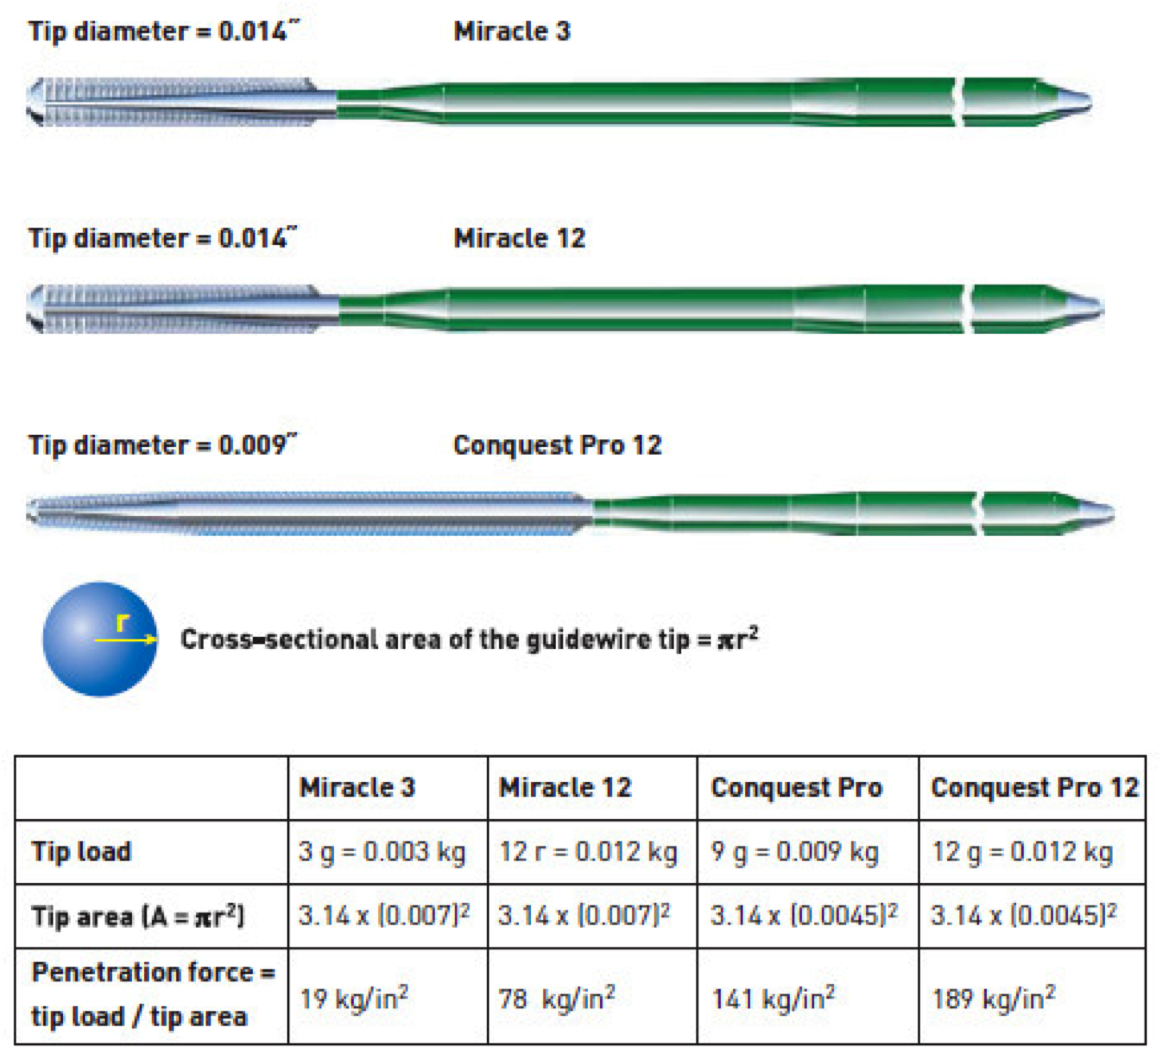 Tip diameter = 0.014˝ Miracle 3
Tip diameter = 0.014˝ Miracle 12
Tip diameter = 0.009˝ Conquest Pro 12
r
Cross-sectional area of the guidewire tip = πr²
Miracle 3 Miracle 12 Conquest Pro Conquest Pro 12
Tip load 3 g = 0.003 kg 12 r = 0.012 kg 9 g = 0.009 kg 12 g = 0.012 kg
Tip area (A = πr²) 3.14 x (0.007)² 3.14 x (0.007)² 3.14 x (0.0045)² 3.14 x (0.0045)²
Penetration force =
tip load / tip area 19 kg/in² 78 kg/in² 141 kg/in² 189 kg/in²